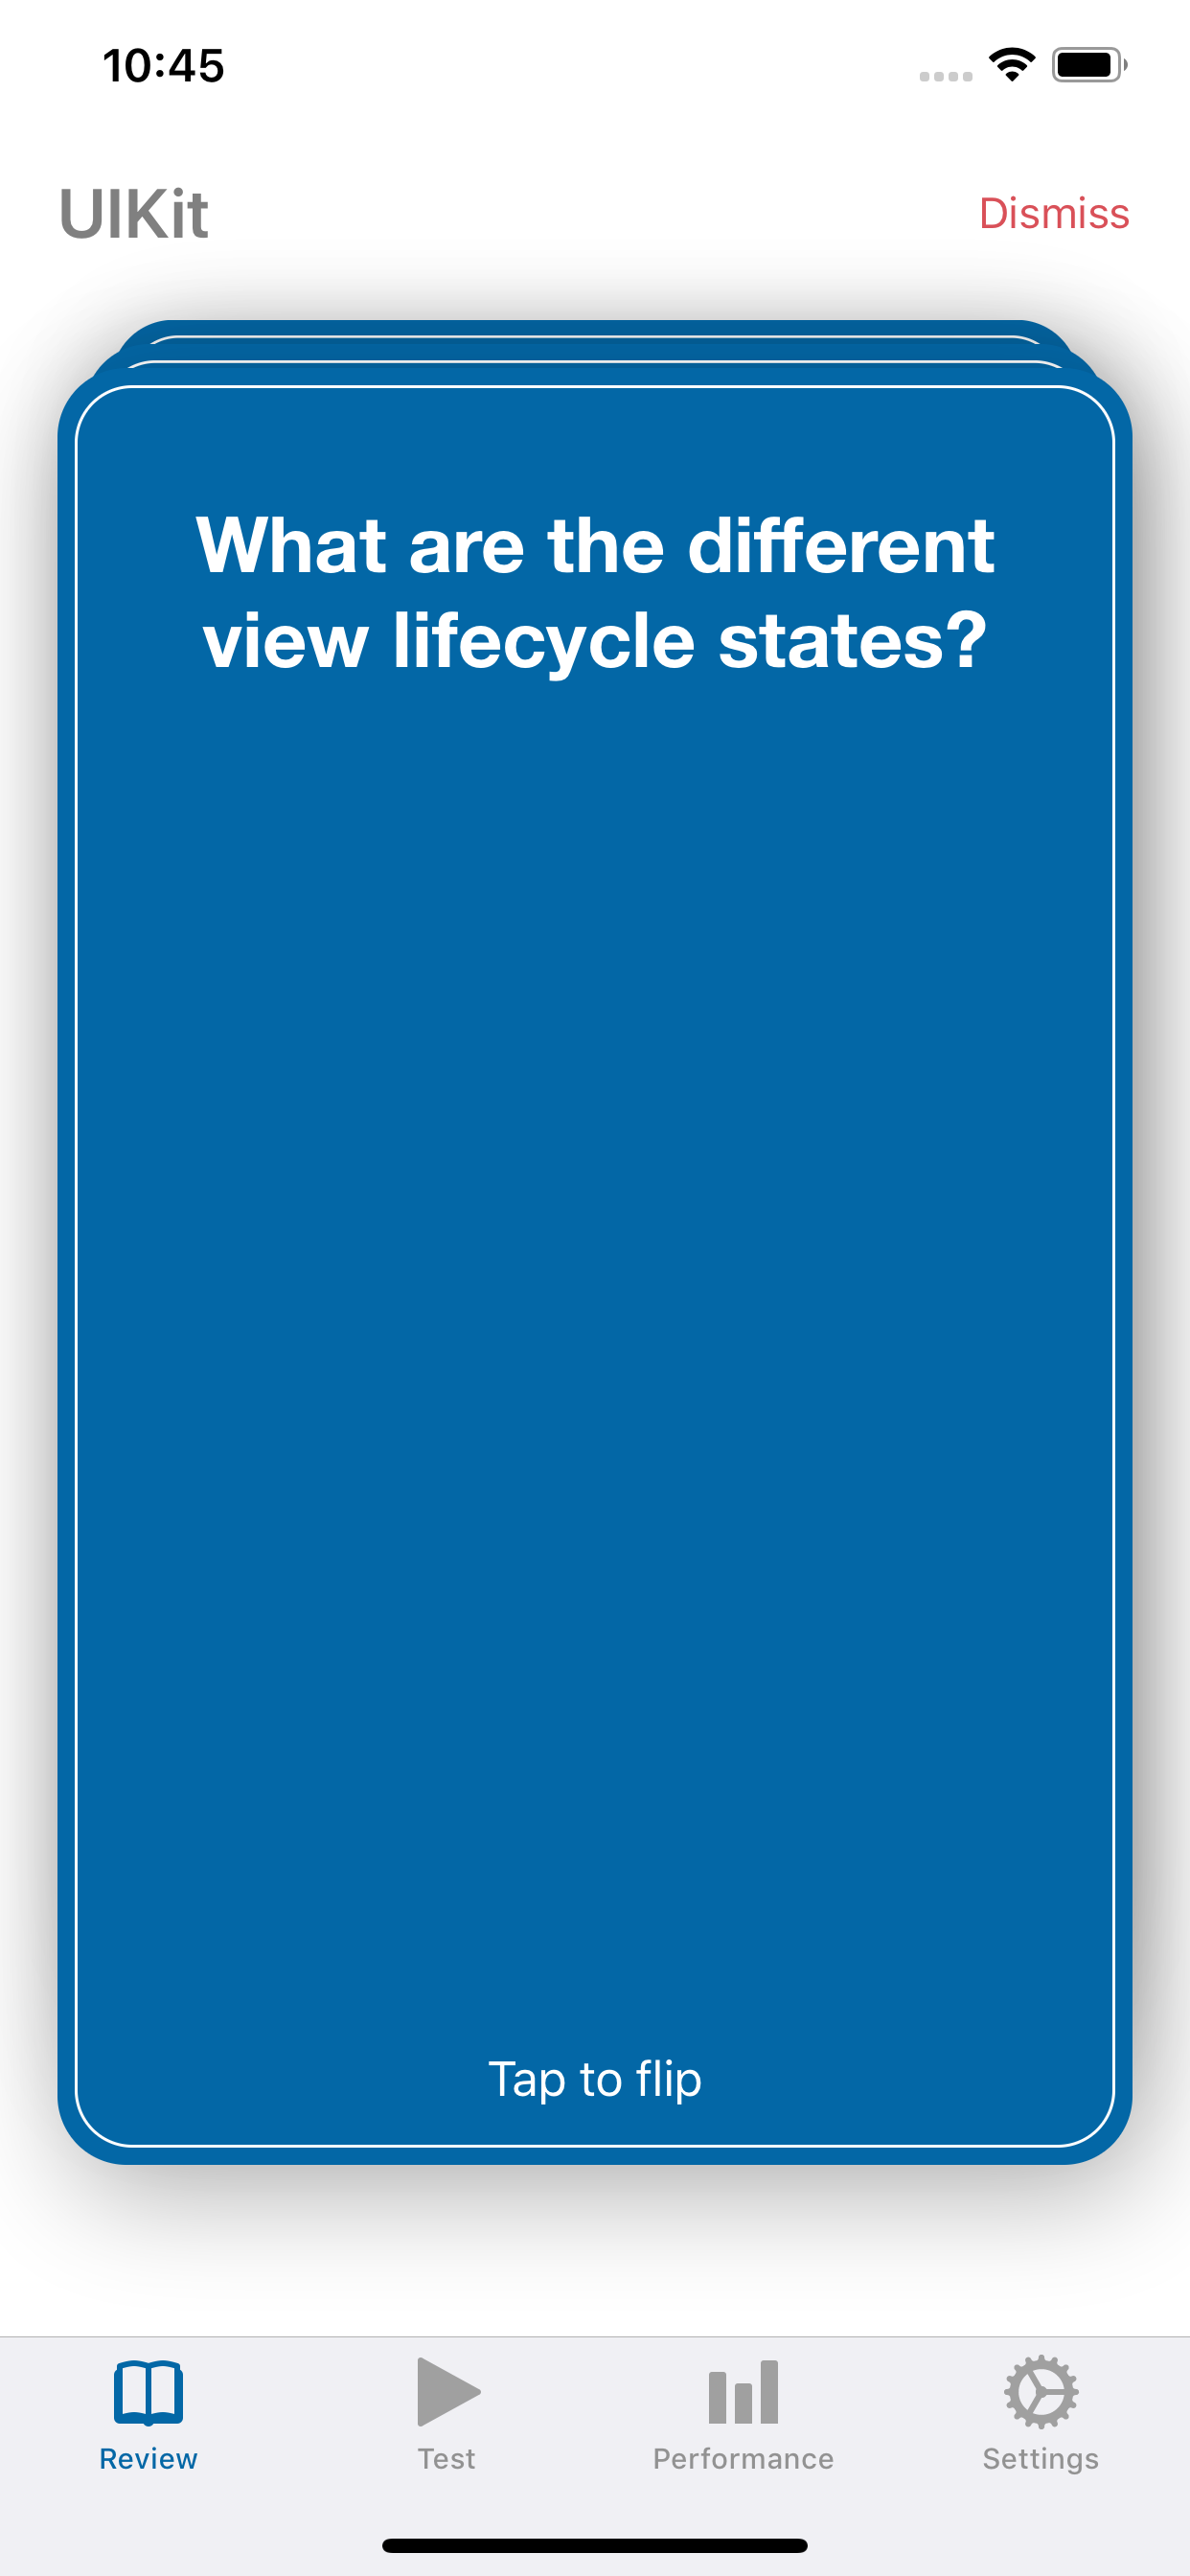 10:45
UIKit
Dismiss
What are the different
view lifecycle states?
Tap to flip
Review
Test
Performance
Settings